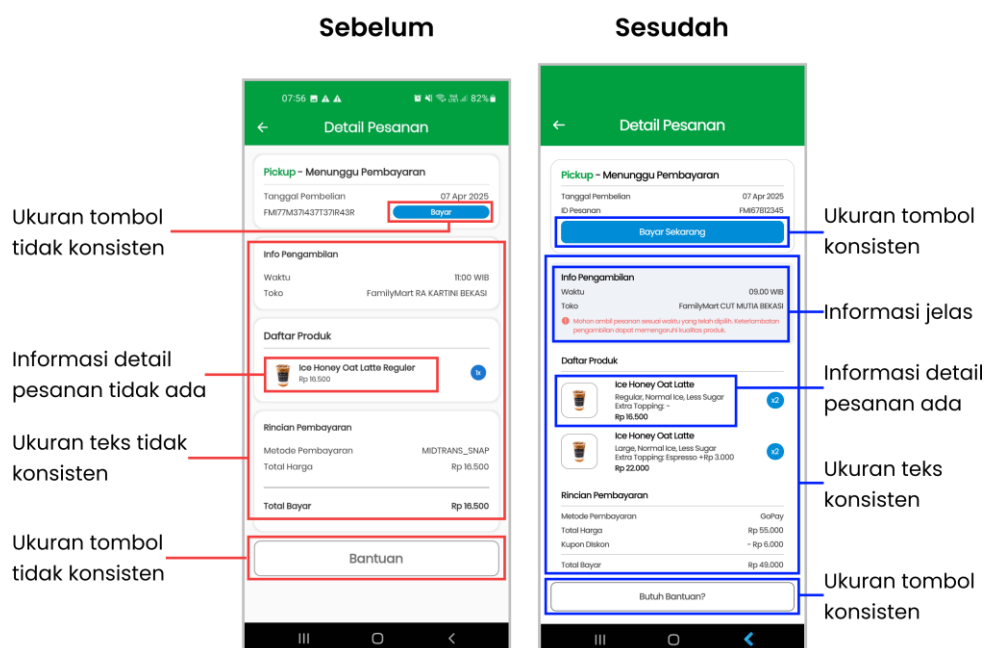 Sebelum
Sesudah
07:56
82%
Detail Pesanan
Pickup - Menunggu Pembayaran
Tanggal Pembelian 07 Apr 2025
FMI77M37I437T37IR43R Bayar
Info Pengambilan
Waktu 11:00 WIB
Toko FamilyMart RA KARTINI BEKASI
Daftar Produk
Ice Honey Oat Latte Reguler
Rp 16.500
1x
Rincian Pembayaran
Metode Pembayaran MIDTRANS_SNAP
Total Harga Rp 16.500
Total Bayar Rp 16.500
Bantuan
Ukuran tombol
tidak konsisten
Informasi detail
pesanan tidak ada
Ukuran teks tidak
konsisten
Ukuran tombol
tidak konsisten
Detail Pesanan
Pickup - Menunggu Pembayaran
Tanggal Pembelian 07 Apr 2025
ID Pesanan FMI67812345
Bayar Sekarang
Info Pengambilan
Waktu 09.00 WIB
Toko FamilyMart CUT MUTIA BEKASI
Mohon ambil pesanan sesuai waktu yang telah dipilih. Keterlambatan
pengambilan dapat memengaruhi kualitas produk.
Daftar Produk
Ice Honey Oat Latte
Regular, Normal Ice, Less Sugar
Extra Topping: -
Rp 16.500
x2
Ice Honey Oat Latte
Large, Normal Ice, Less Sugar
Extra Topping: Espresso +Rp 3.000
Rp 22.000
x2
Rincian Pembayaran
Metode Pembayaran GoPay
Total Harga Rp 55.000
Kupon Diskon - Rp 6.000
Total Bayar Rp 49.000
Butuh Bantuan?
Ukuran tombol
konsisten
Informasi jelas
Informasi detail
pesanan ada
Ukuran teks
konsisten
Ukuran tombol
konsisten